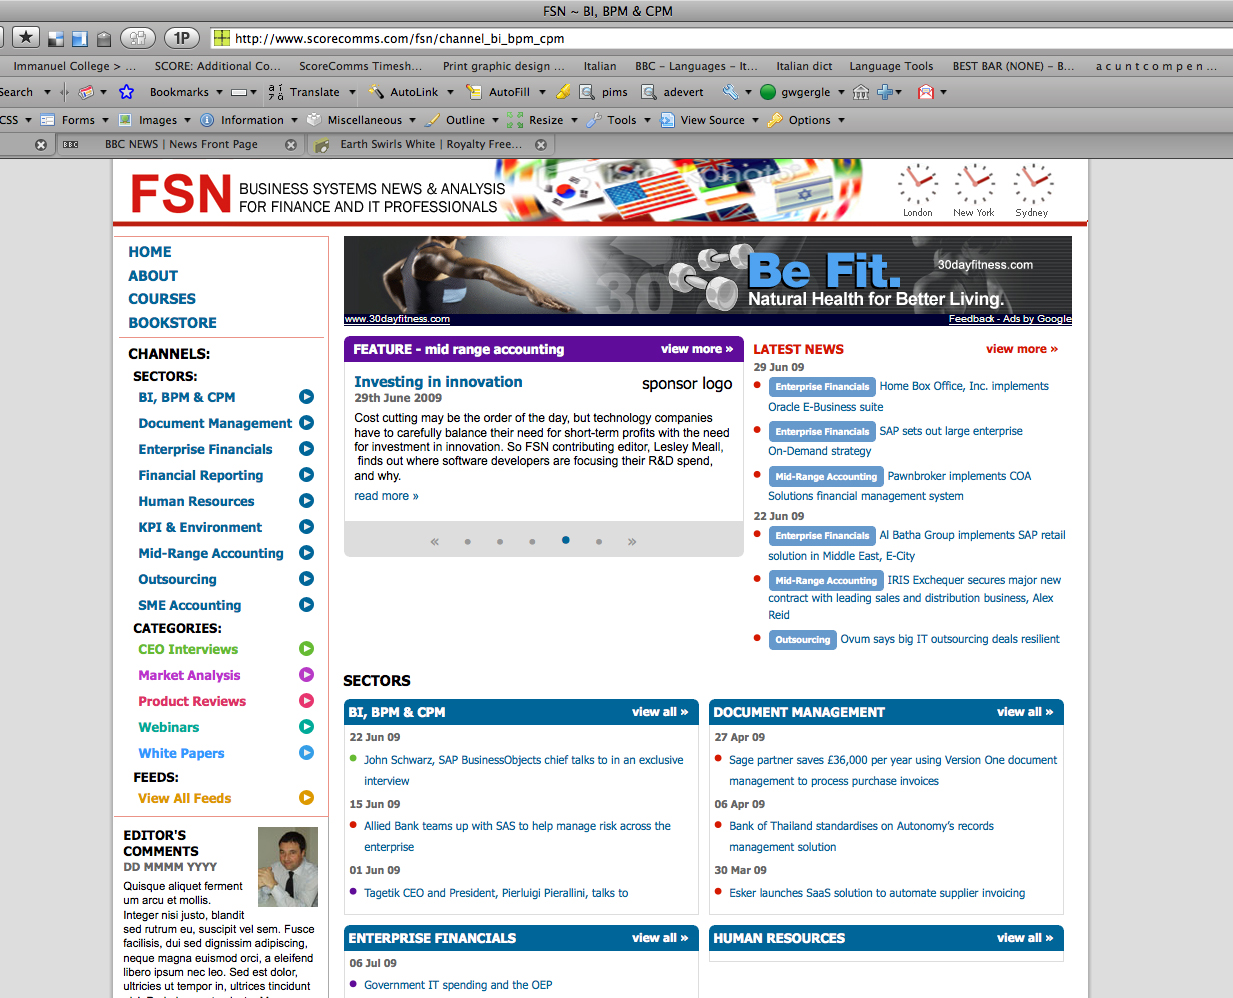 FSN ~ BI, BPM & CPM
1P
http://www.scorecomms.com/fsn/channel_bi_bpm_cpm
Immanuel College > ... SCORE: Additional Co... ScoreComms Timesh... Print graphic design ... Italian BBC – Languages – It... Italian dict Language Tools BEST BAR (NONE) – B... a c u n t c o m p e n ...
Search Bookmarks Translate AutoLink AutoFill pims adevert gwgergle
CSS Forms Images Information Miscellaneous Outline Resize Tools View Source Options
BBC BBC NEWS | News Front Page Earth Swirls White | Royalty Free...
FSN BUSINESS SYSTEMS NEWS & ANALYSIS
FOR FINANCE AND IT PROFESSIONALS
London New York Sydney
HOME
ABOUT
COURSES
BOOKSTORE
CHANNELS:
SECTORS:
BI, BPM & CPM
Document Management
Enterprise Financials
Financial Reporting
Human Resources
KPI & Environment
Mid-Range Accounting
Outsourcing
SME Accounting
CATEGORIES:
CEO Interviews
Market Analysis
Product Reviews
Webinars
White Papers
FEEDS:
View All Feeds
EDITOR'S
COMMENTS
DD MMMM YYYY
Quisque aliquet ferment
um arcu et mollis.
Integer nisi justo, blandit
sed rutrum eu, suscipit vel sem. Fusce
facilisis, dui sed dignissim adipiscing,
neque magna euismod orci, a eleifend
libero ipsum nec leo. Sed est dolor,
ultricies ut tempor in, ultrices tincidunt
30
Be Fit.
30dayfitness.com
Natural Health for Better Living.
www.30dayfitness.com Feedback - Ads by Google
FEATURE - mid range accounting view more »
Investing in innovation sponsor logo
29th June 2009
Cost cutting may be the order of the day, but technology companies
have to carefully balance their need for short-term profits with the need
for investment in innovation. So FSN contributing editor, Lesley Meall,
finds out where software developers are focusing their R&D spend,
and why.
read more »
« »
LATEST NEWS view more »
29 Jun 09
Enterprise Financials Home Box Office, Inc. implements
Oracle E-Business suite
Enterprise Financials SAP sets out large enterprise
On-Demand strategy
Mid-Range Accounting Pawnbroker implements COA
Solutions financial management system
22 Jun 09
Enterprise Financials Al Batha Group implements SAP retail
solution in Middle East, E-City
Mid-Range Accounting IRIS Exchequer secures major new
contract with leading sales and distribution business, Alex
Reid
Outsourcing Ovum says big IT outsourcing deals resilient
SECTORS
BI, BPM & CPM view all »
22 Jun 09
John Schwarz, SAP BusinessObjects chief talks to in an exclusive
interview
15 Jun 09
Allied Bank teams up with SAS to help manage risk across the
enterprise
01 Jun 09
Tagetik CEO and President, Pierluigi Pierallini, talks to
DOCUMENT MANAGEMENT view all »
27 Apr 09
Sage partner saves £36,000 per year using Version One document
management to process purchase invoices
06 Apr 09
Bank of Thailand standardises on Autonomy's records
management solution
30 Mar 09
Esker launches SaaS solution to automate supplier invoicing
ENTERPRISE FINANCIALS view all »
06 Jul 09
Government IT spending and the OEP
HUMAN RESOURCES view all »